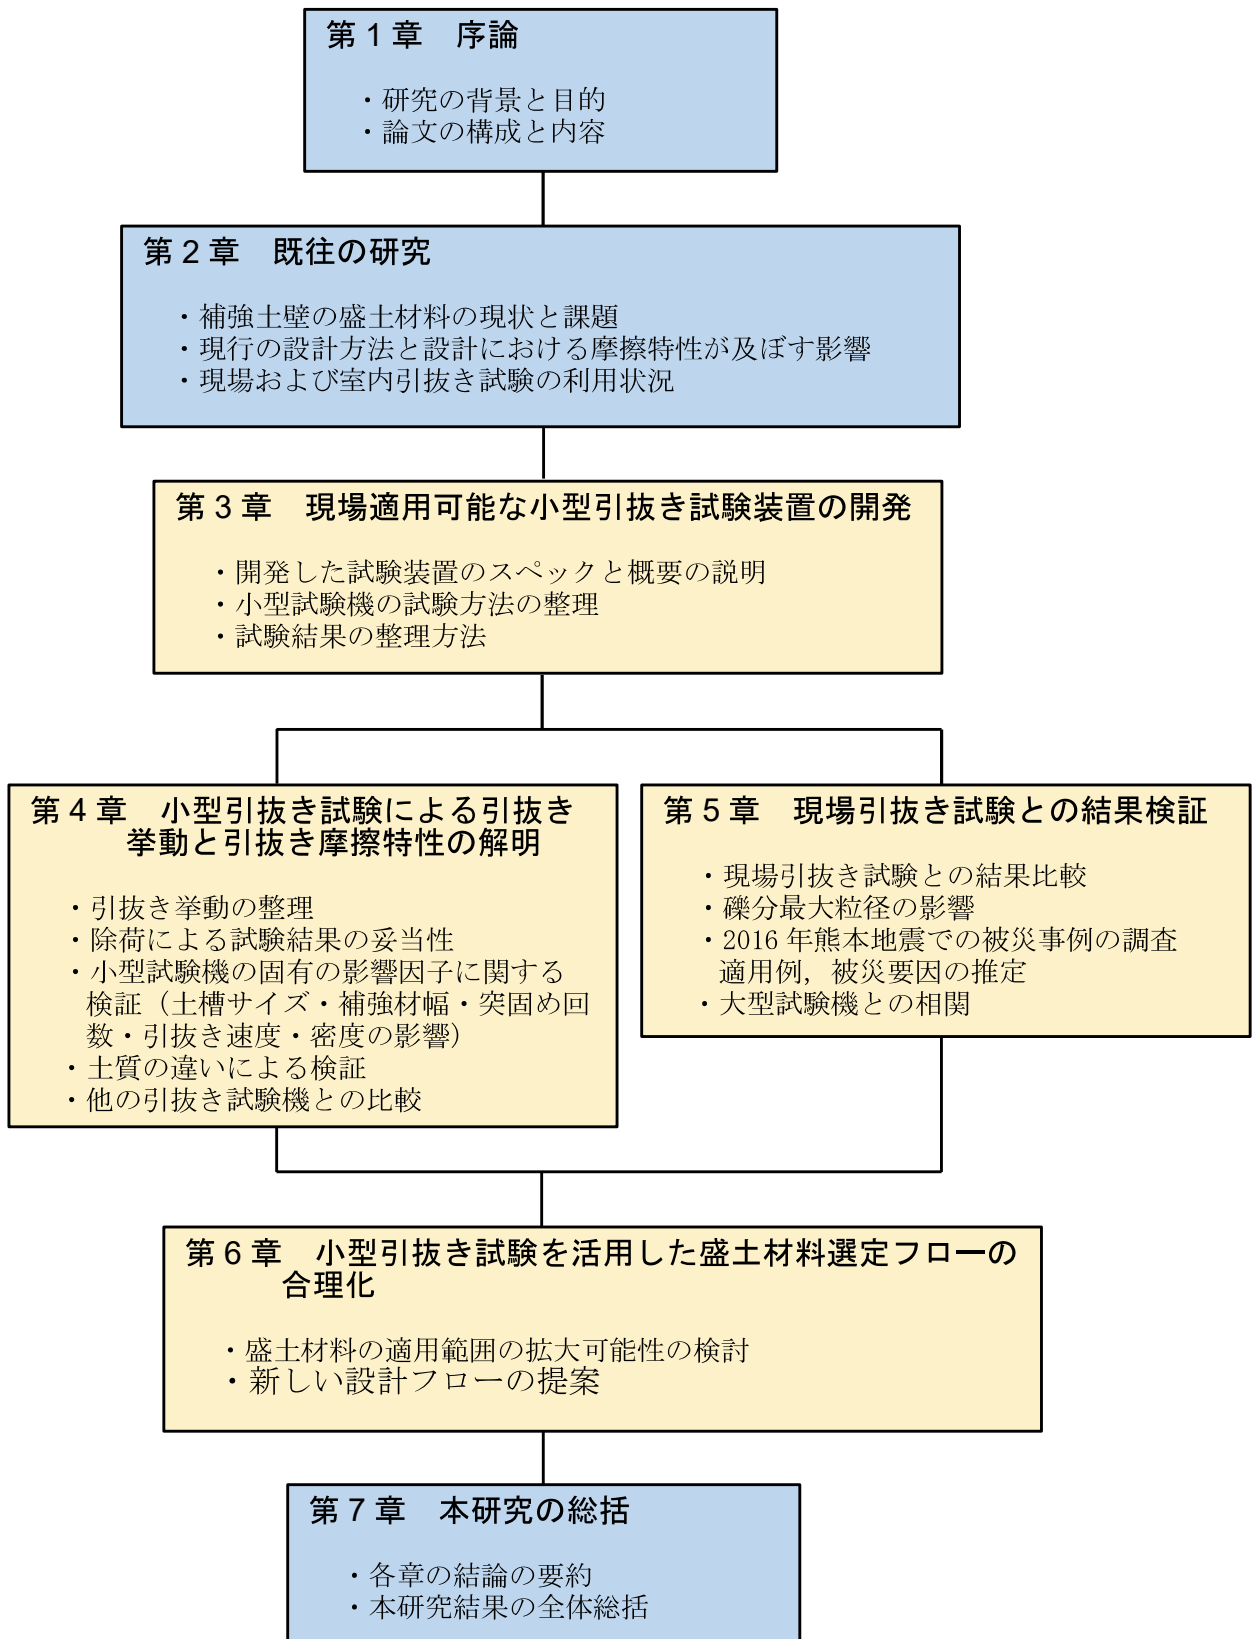 第1章　序論
・研究の背景と目的
・論文の構成と内容
第2章　既往の研究
・補強土壁の盛土材料の現状と課題
・現行の設計方法と設計における摩擦特性が及ぼす影響
・現場および室内引抜き試験の利用状況
第3章　現場適用可能な小型引抜き試験装置の開発
・開発した試験装置のスペックと概要の説明
・小型試験機の試験方法の整理
・試験結果の整理方法
第4章　小型引抜き試験による引抜き
挙動と引抜き摩擦特性の解明
・引抜き挙動の整理
・除荷による試験結果の妥当性
・小型試験機の固有の影響因子に関する
検証（土槽サイズ・補強材幅・突固め回
数・引抜き速度・密度の影響）
・土質の違いによる検証
・他の引抜き試験機との比較
第5章　現場引抜き試験との結果検証
・現場引抜き試験との結果比較
・礫分最大粒径の影響
・2016年熊本地震での被災事例の調査
適用例，被災要因の推定
・大型試験機との相関
第6章　小型引抜き試験を活用した盛土材料選定フローの
合理化
・盛土材料の適用範囲の拡大可能性の検討
・新しい設計フローの提案
第7章　本研究の総括
・各章の結論の要約
・本研究結果の全体総括